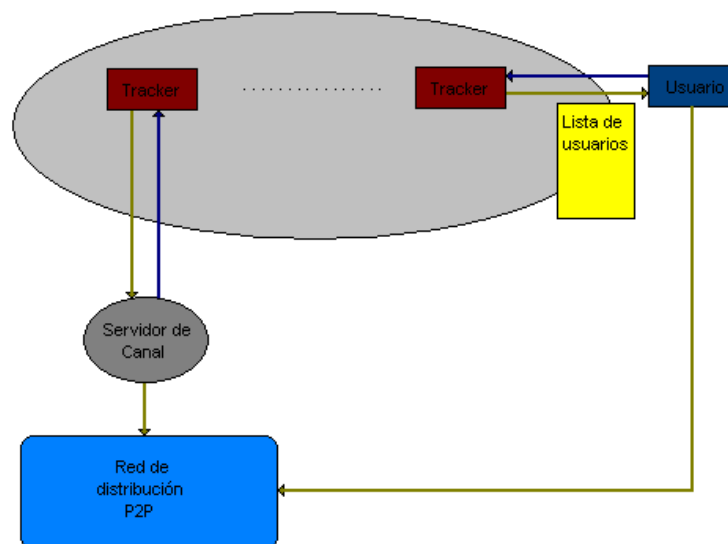 Tracker
Tracker
Usuario
Lista de
usuarios
Servidor de
Canal
Red de
distribución
P2P